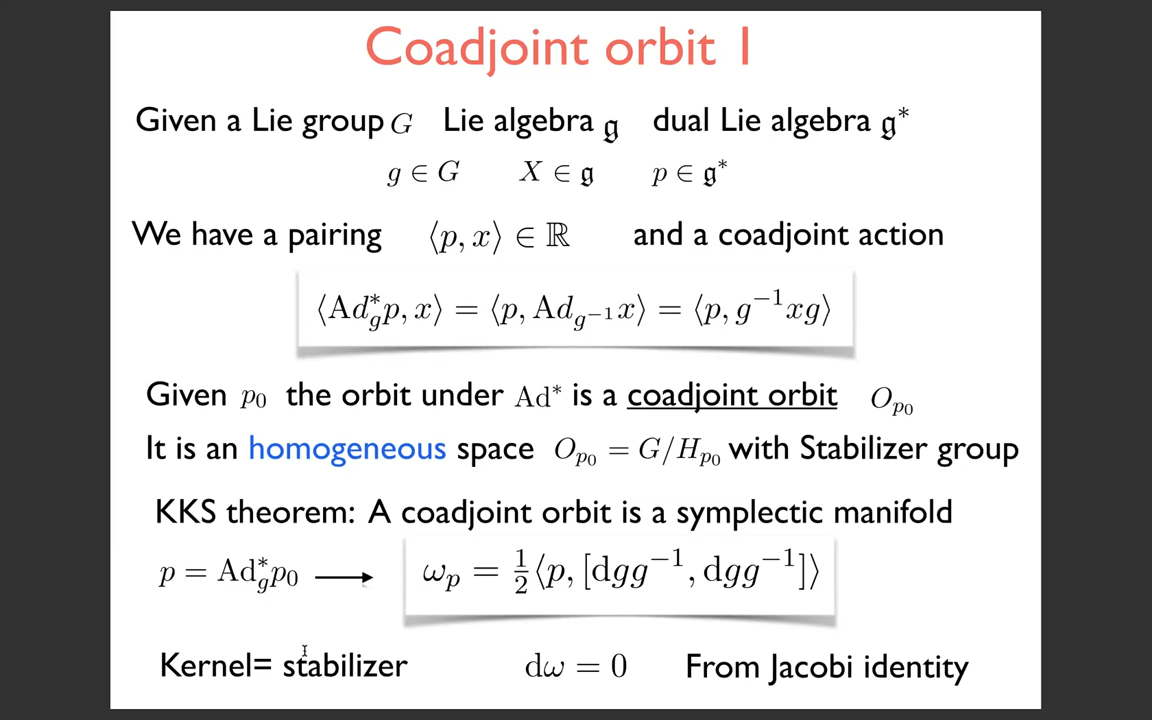 Coadjoint orbit 1
Given a Lie group G Lie algebra 𝔤 dual Lie algebra 𝔤*
g ∈ G X ∈ 𝔤 p ∈ 𝔤*
We have a pairing ⟨p, x⟩ ∈ ℝ and a coadjoint action
⟨Ad*_g p, x⟩ = ⟨p, Ad_{g⁻¹} x⟩ = ⟨p, g⁻¹xg⟩
Given p₀ the orbit under Ad* is a coadjoint orbit O_{p₀}
It is an homogeneous space O_{p₀} = G/H_{p₀} with Stabilizer group
KKS theorem: A coadjoint orbit is a symplectic manifold
p = Ad*_g p₀ ⟶ ω_p = ½⟨p, [dgg⁻¹, dgg⁻¹]⟩
Kernel= stabilizer dω = 0 From Jacobi identity